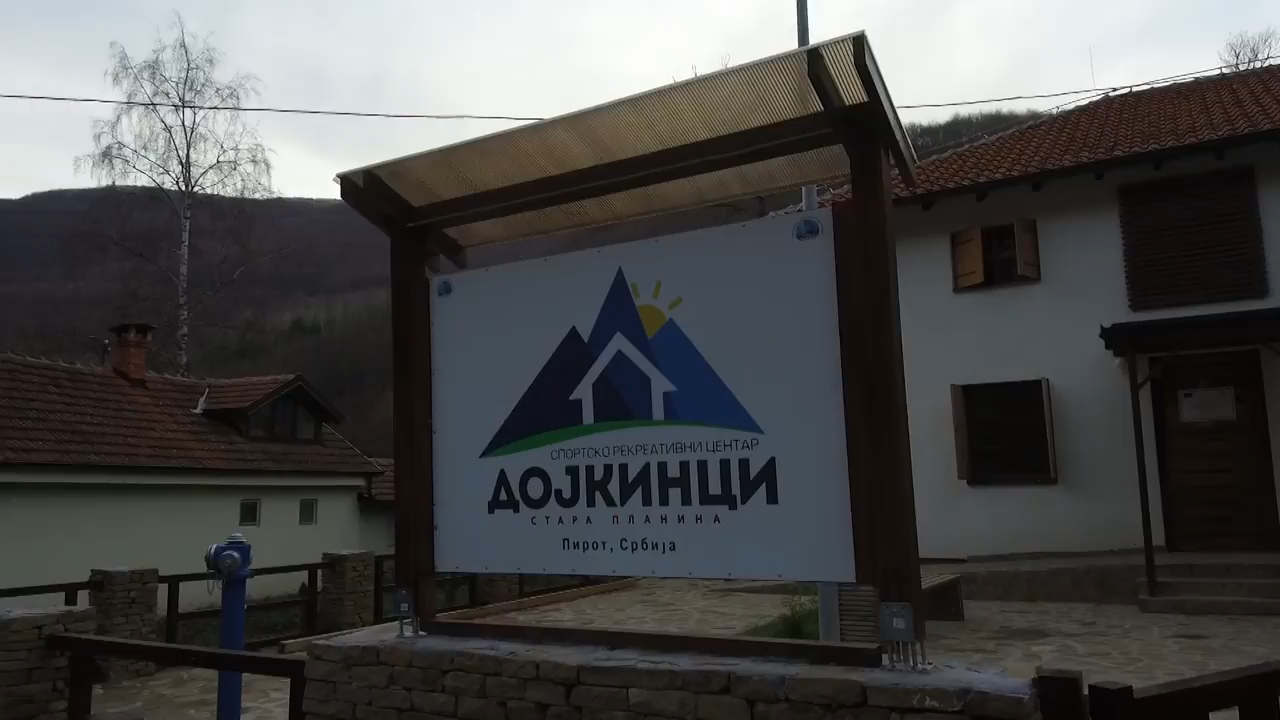 СПОРТСКО РЕКРЕАТИВНИ ЦЕНТАР
ДОЈКИНЦИ
СТАРА ПЛАНИНА
Пирот, Србија